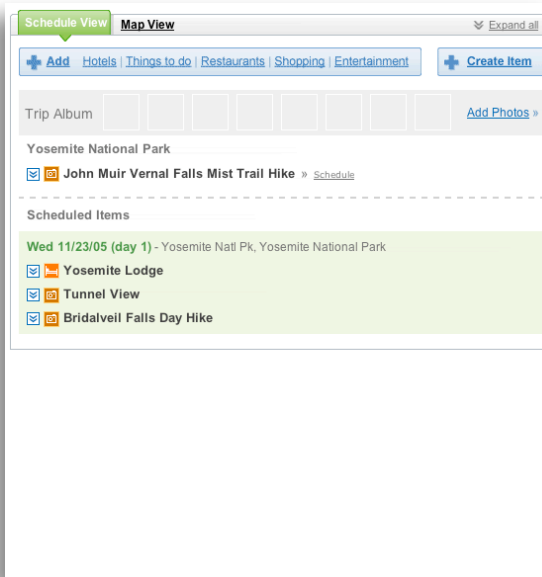 Schedule View Map View Expand all
Add Hotels | Things to do | Restaurants | Shopping | Entertainment Create Item
Trip Album Add Photos »
Yosemite National Park
John Muir Vernal Falls Mist Trail Hike » Schedule
Scheduled Items
Wed 11/23/05 (day 1) - Yosemite Natl Pk, Yosemite National Park
Yosemite Lodge
Tunnel View
Bridalveil Falls Day Hike